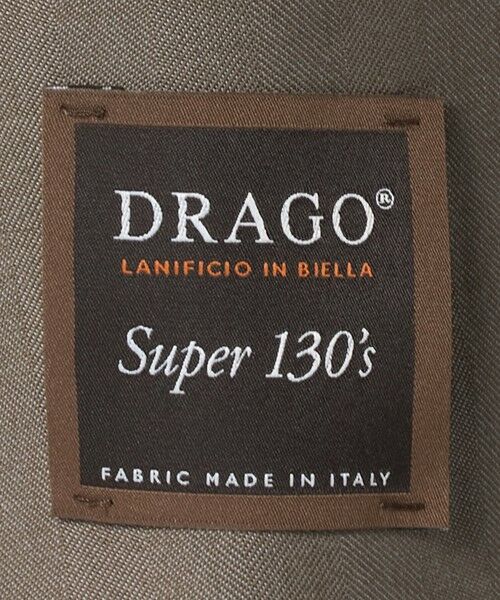 DRAGO®
LANIFICIO IN BIELLA
Super 130's
FABRIC MADE IN ITALY